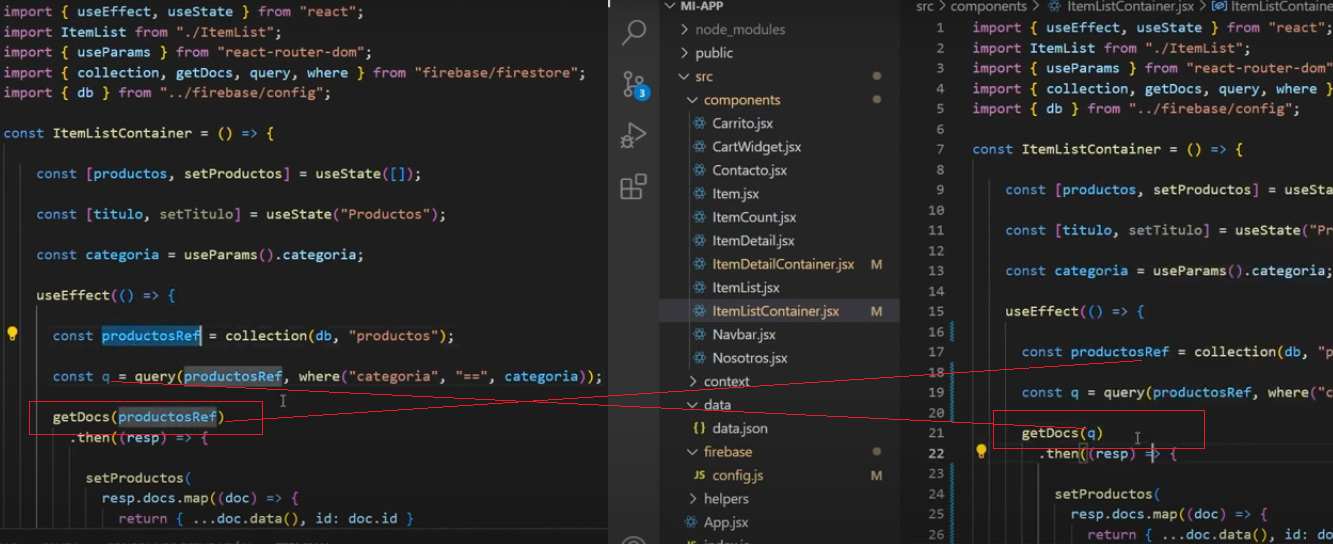 import { useEffect, useState } from "react";
import ItemList from "./ItemList";
import { useParams } from "react-router-dom";
import { collection, getDocs, query, where } from "firebase/firestore";
import { db } from "../firebase/config";
const ItemListContainer = () => {
const [productos, setProductos] = useState([]);
const [titulo, setTitulo] = useState("Productos");
const categoria = useParams().categoria;
useEffect(() => {
const productosRef = collection(db, "productos");
const q = query(productosRef, where("categoria", "==", categoria));
getDocs(productosRef)
.then((resp) => {
setProductos(
resp.docs.map((doc) => {
return { ...doc.data(), id: doc.id }
3
MI-APP
node_modules
public
src
components
Carrito.jsx
CartWidget.jsx
Contacto.jsx
Item.jsx
ItemCount.jsx
ItemDetail.jsx
ItemDetailContainer.jsx M
ItemList.jsx
ItemListContainer.jsx M
Navbar.jsx
Nosotros.jsx
context
data
{} data.json
firebase
JS config.js M
helpers
App.jsx
src > components > ItemListContainer.jsx > ItemListContaine
1 import { useEffect, useState } from "react";
2 import ItemList from "./ItemList";
3 import { useParams } from "react-router-dom"
4 import { collection, getDocs, query, where }
5 import { db } from "../firebase/config";
6
7 const ItemListContainer = () => {
8
9 const [productos, setProductos] = useSta
10
11 const [titulo, setTitulo] = useState("Pr
12
13 const categoria = useParams().categoria;
14
15 useEffect(() => {
16
17 const productosRef = collection(db, "p
18
19 const q = query(productosRef, where("c
20
21 getDocs(q)
22 .then((resp) => {
23
24 setProductos(
25 resp.docs.map((doc) => {
26 return { ...doc.data(), id: